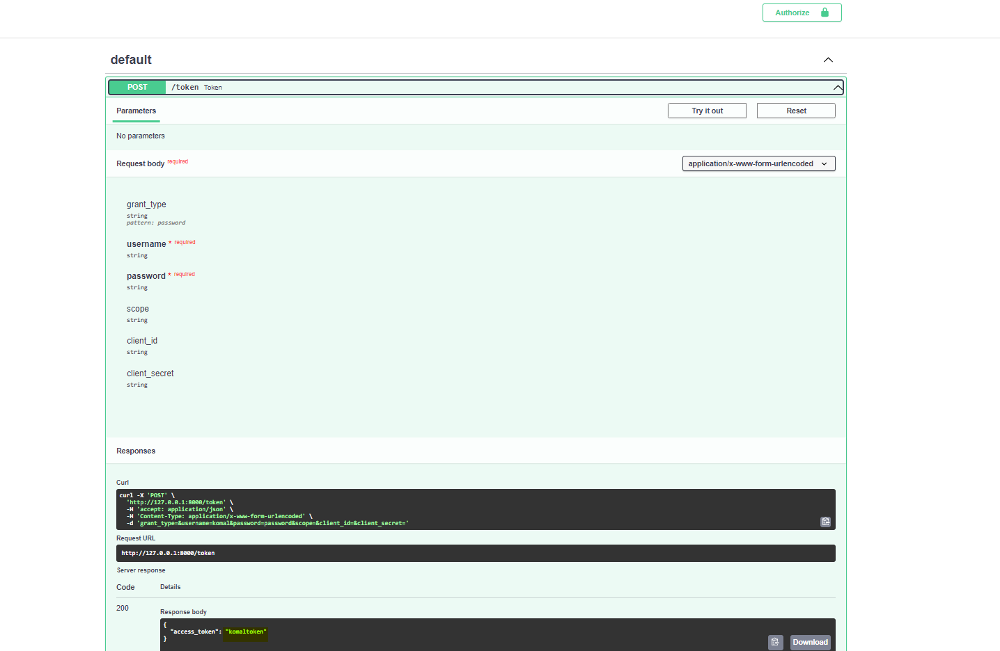 Authorize
default
POST /token Token
Parameters
Try it out
Reset
No parameters
Request body required
application/x-www-form-urlencoded
grant_type
string
pattern: password
username * required
string
password * required
string
scope
string
client_id
string
client_secret
string
Responses
Curl
curl -X 'POST' \
'http://127.0.0.1:8000/token' \
-H 'accept: application/json' \
-H 'Content-Type: application/x-www-form-urlencoded' \
-d 'grant_type=&username=komal&password=password&scope=&client_id=&client_secret='
Request URL
http://127.0.0.1:8000/token
Server response
Code Details
200
Response body
{
"access_token": "komaltoken"
}
Download